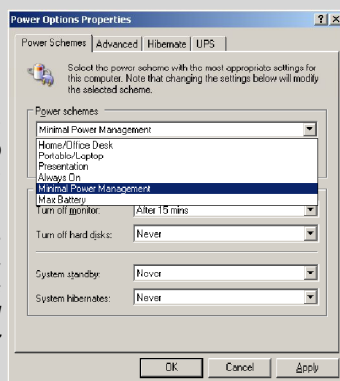 Power Options Properties
Power Schemes Advanced Hibernate UPS
Select the power scheme with the most appropriate settings for
this computer. Note that changing the settings below will modify
the selected scheme.
Power schemes
Minimal Power Management
Home/Office Desk
Portable/Laptop
Presentation
Always On
Minimal Power Management
Max Battery
Turn off monitor: After 15 mins
Turn off hard disks: Never
System standby: Never
System hibernates: Never
OK Cancel Apply